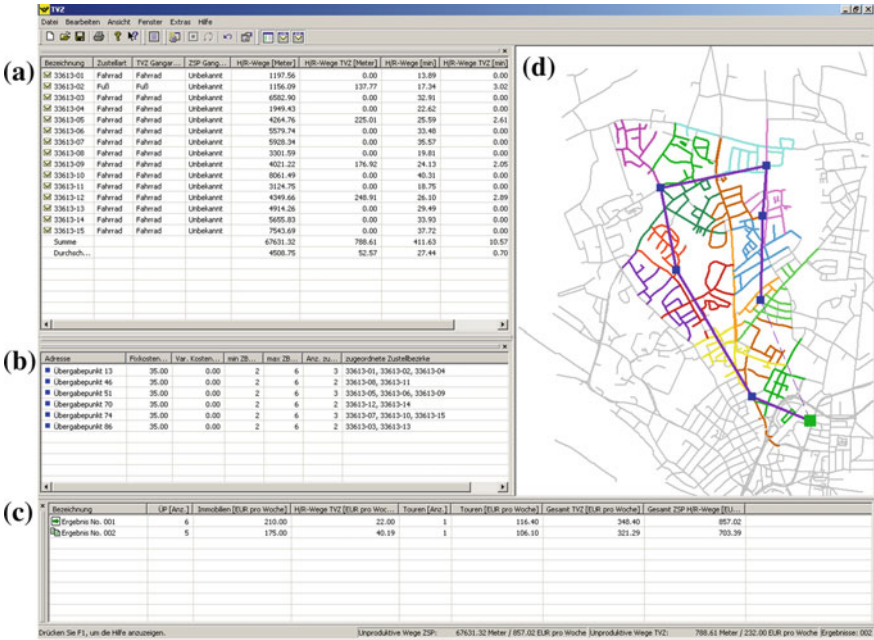 TVZ
Datei Bearbeiten Ansicht Fenster Extras Hilfe
(a)
Bezeichnung Zustellart TVZ Gangar... ZSP Gang... H/R-Wege [Meter] H/R-Wege TVZ [Meter] H/R-Wege [min] H/R-Wege TVZ [min]
33613-01 Fahrrad Fahrrad Unbekannt 1197.56 0.00 13.89 0.00
33613-02 Fuß Fuß Unbekannt 1156.09 137.77 17.34 3.02
33613-03 Fahrrad Fahrrad Unbekannt 6582.90 0.00 32.91 0.00
33613-04 Fahrrad Fahrrad Unbekannt 1949.43 0.00 22.62 0.00
33613-05 Fahrrad Fahrrad Unbekannt 4264.76 225.01 25.59 2.61
33613-06 Fahrrad Fahrrad Unbekannt 5579.74 0.00 33.48 0.00
33613-07 Fahrrad Fahrrad Unbekannt 5928.34 0.00 35.57 0.00
33613-08 Fahrrad Fahrrad Unbekannt 3301.59 0.00 19.81 0.00
33613-09 Fahrrad Fahrrad Unbekannt 4021.22 176.92 24.13 2.05
33613-10 Fahrrad Fahrrad Unbekannt 8061.49 0.00 40.31 0.00
33613-11 Fahrrad Fahrrad Unbekannt 3124.75 0.00 18.75 0.00
33613-12 Fahrrad Fahrrad Unbekannt 4349.66 248.91 26.10 2.89
33613-13 Fahrrad Fahrrad Unbekannt 4914.26 0.00 29.49 0.00
33613-14 Fahrrad Fahrrad Unbekannt 5655.83 0.00 33.93 0.00
33613-15 Fahrrad Fahrrad Unbekannt 7543.69 0.00 37.72 0.00
Summe 67631.32 788.61 411.63 10.57
Durchsch... 4508.75 52.57 27.44 0.70
(d)
(b)
Adresse Fixkosten... Var. Kosten... min ZB... max ZB... Anz. zu... zugeordnete Zustellbezirke
Übergabepunkt 13 35.00 0.00 2 6 3 33613-01, 33613-02, 33613-04
Übergabepunkt 46 35.00 0.00 2 6 2 33613-08, 33613-11
Übergabepunkt 51 35.00 0.00 2 6 3 33613-05, 33613-06, 33613-09
Übergabepunkt 70 35.00 0.00 2 6 2 33613-12, 33613-14
Übergabepunkt 74 35.00 0.00 2 6 3 33613-07, 33613-10, 33613-15
Übergabepunkt 86 35.00 0.00 2 6 2 33613-03, 33613-13
(c)
Bezeichnung ÜP [Anz.] Immobilien [EUR pro Woche] H/R-Wege TVZ [EUR pro Woc... Touren [Anz.] Touren [EUR pro Woche] Gesamt TVZ [EUR pro Woche] Gesamt ZSP H/R-Wege [EU...
Ergebnis No. 001 6 210.00 22.00 1 116.40 348.40 857.02
Ergebnis No. 002 5 175.00 40.19 1 106.10 321.29 703.39
Drücken Sie F1, um die Hilfe anzuzeigen. Unproduktive Wege ZSP: 67631.32 Meter / 857.02 EUR pro Woche Unproduktive Wege TVZ: 788.61 Meter / 232.00 EUR pro Woche Ergebnisse: 002